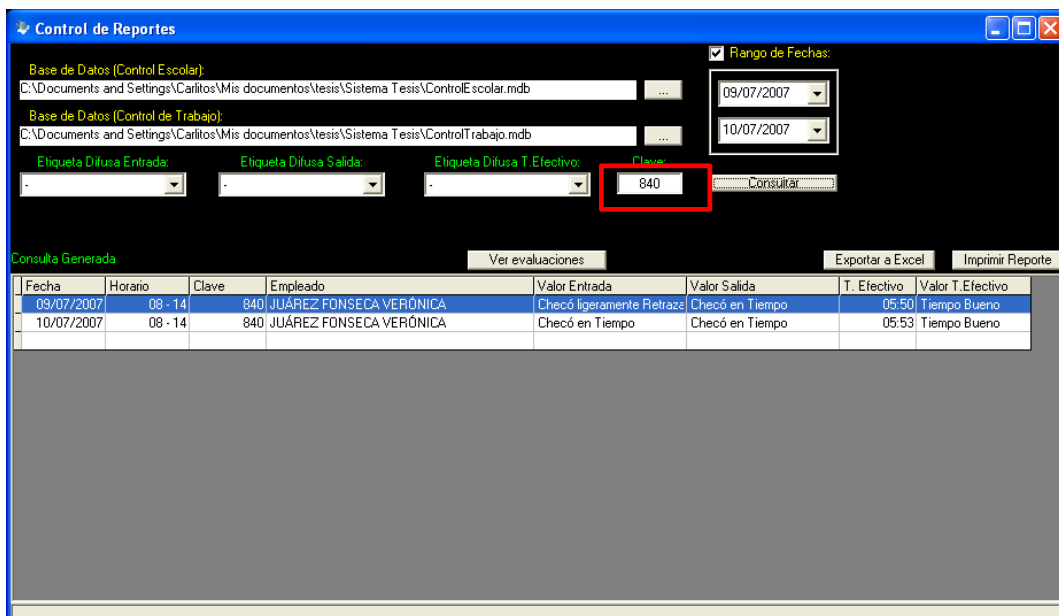 Control de Reportes
Rango de Fechas:
Base de Datos (Control Escolar):
C:\Documents and Settings\Carlitos\Mis documentos\tesis\Sistema Tesis\ControlEscolar.mdb ...
09/07/2007
Base de Datos (Control de Trabajo):
C:\Documents and Settings\Carlitos\Mis documentos\tesis\Sistema Tesis\ControlTrabajo.mdb ...
10/07/2007
Etiqueta Difusa Entrada: Etiqueta Difusa Salida: Etiqueta Difusa T.Efectivo: Clave:
- - - 840 Consultar
Consulta Generada Ver evaluaciones Exportar a Excel Imprimir Reporte
Fecha Horario Clave Empleado Valor Entrada Valor Salida T. Efectivo Valor T.Efectivo
09/07/2007 08 - 14 840 JUÁREZ FONSECA VERÓNICA Checó ligeramente Retraza Checó en Tiempo 05:50 Tiempo Bueno
10/07/2007 08 - 14 840 JUÁREZ FONSECA VERÓNICA Checó en Tiempo Checó en Tiempo 05:53 Tiempo Bueno